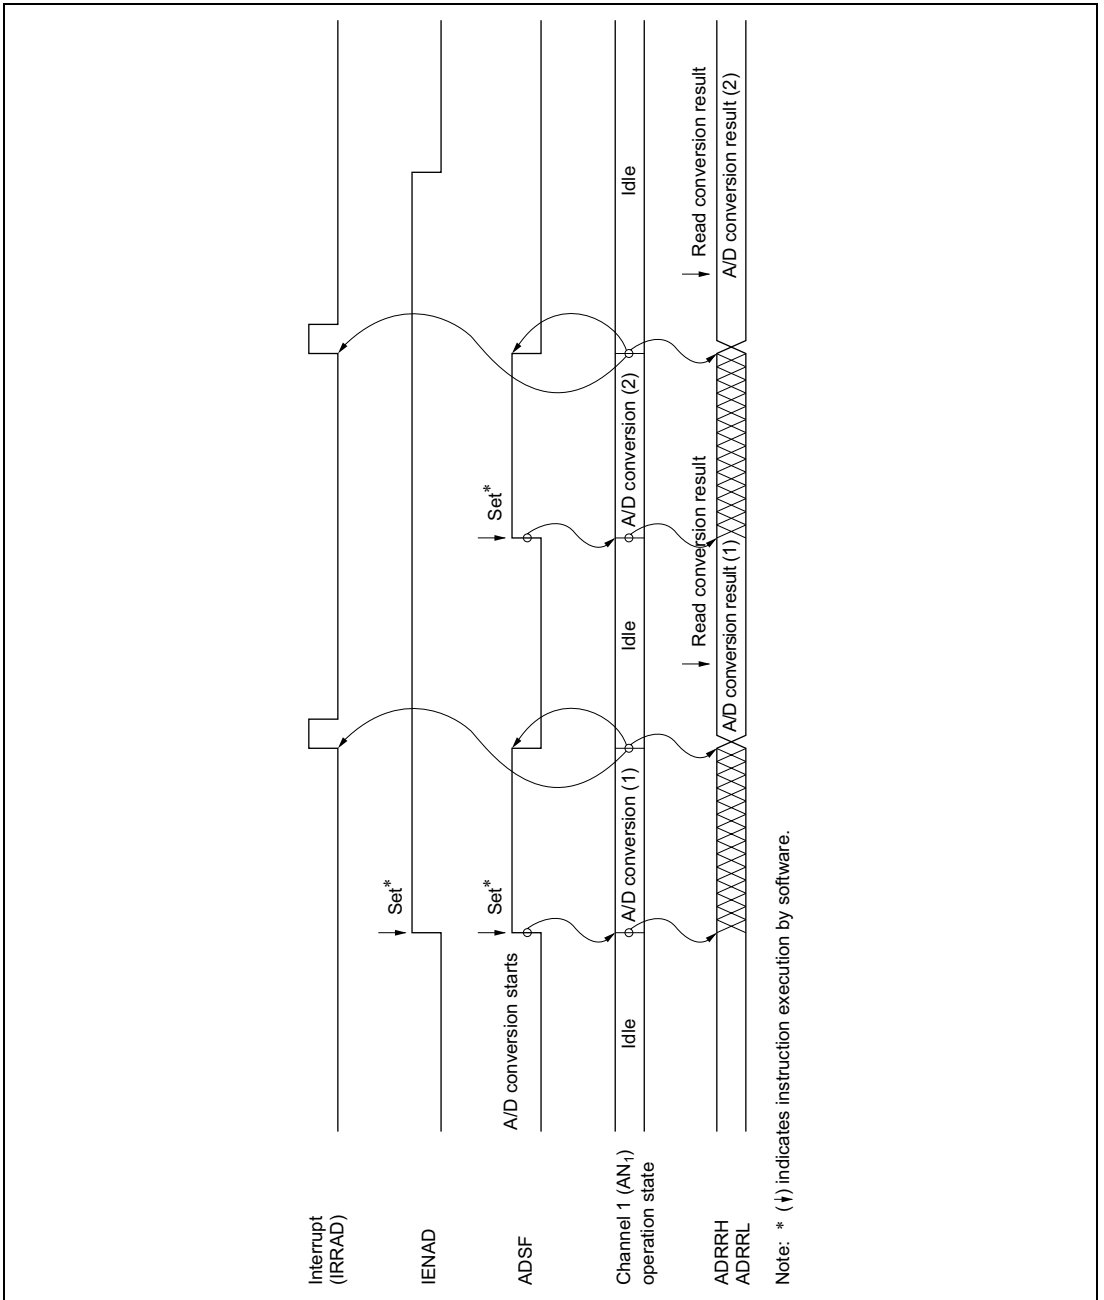 Interrupt
(IRRAD)
IENAD
Set*
ADSF
A/D conversion starts
Set*
Set*
Channel 1 (AN₁)
operation state
Idle
A/D conversion (1)
Idle
A/D conversion (2)
Idle
Read conversion result
Read conversion result
ADRRH
ADRRL
A/D conversion result (1)
A/D conversion result (2)
Note: * (↓) indicates instruction execution by software.